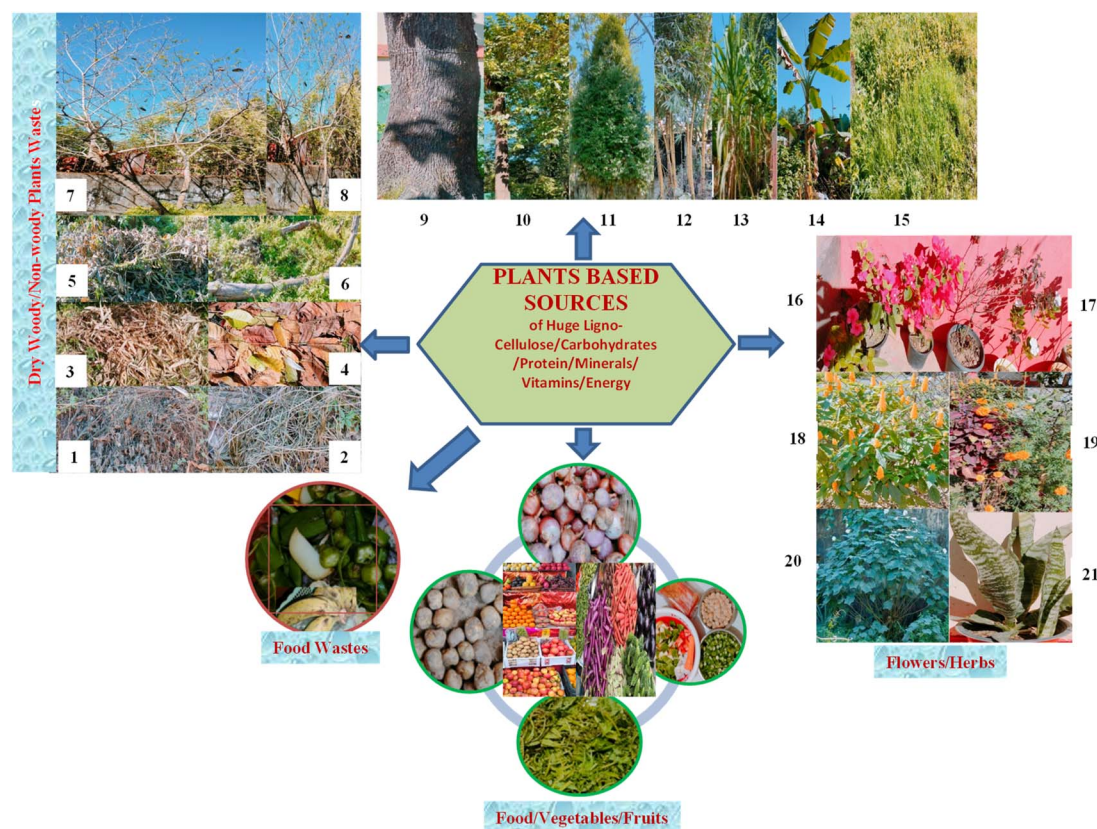 Dry Woody/Non-woody Plants Waste
7
8
5
6
3
4
1
2
9 10 11 12 13 14 15
PLANTS BASED
SOURCES
of Huge Ligno-
Cellulose/Carbohydrates
/Protein/Minerals/
Vitamins/Energy
16
17
18
19
20
21
Food Wastes
Flowers/Herbs
Food/Vegetables/Fruits